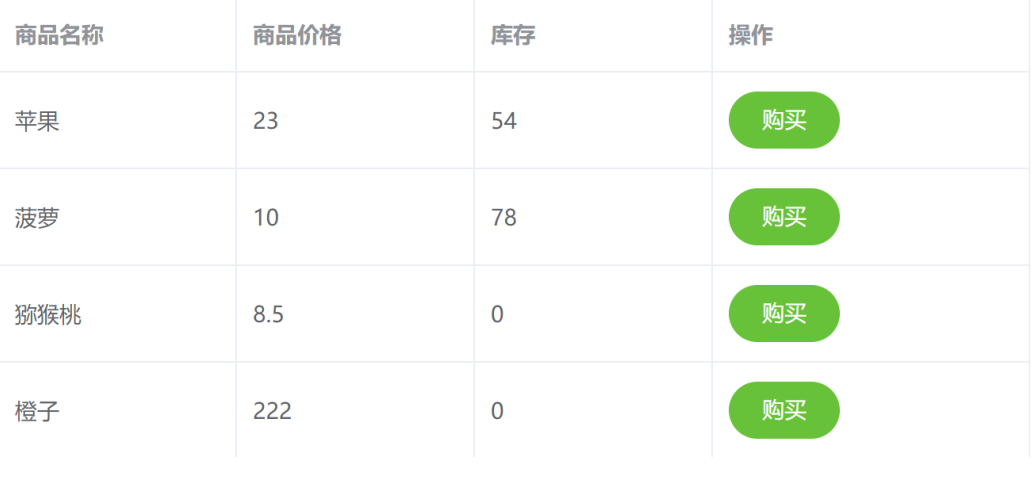 商品名称 商品价格 库存 操作
苹果 23 54 购买
菠萝 10 78 购买
猕猴桃 8.5 0 购买
橙子 222 0 购买